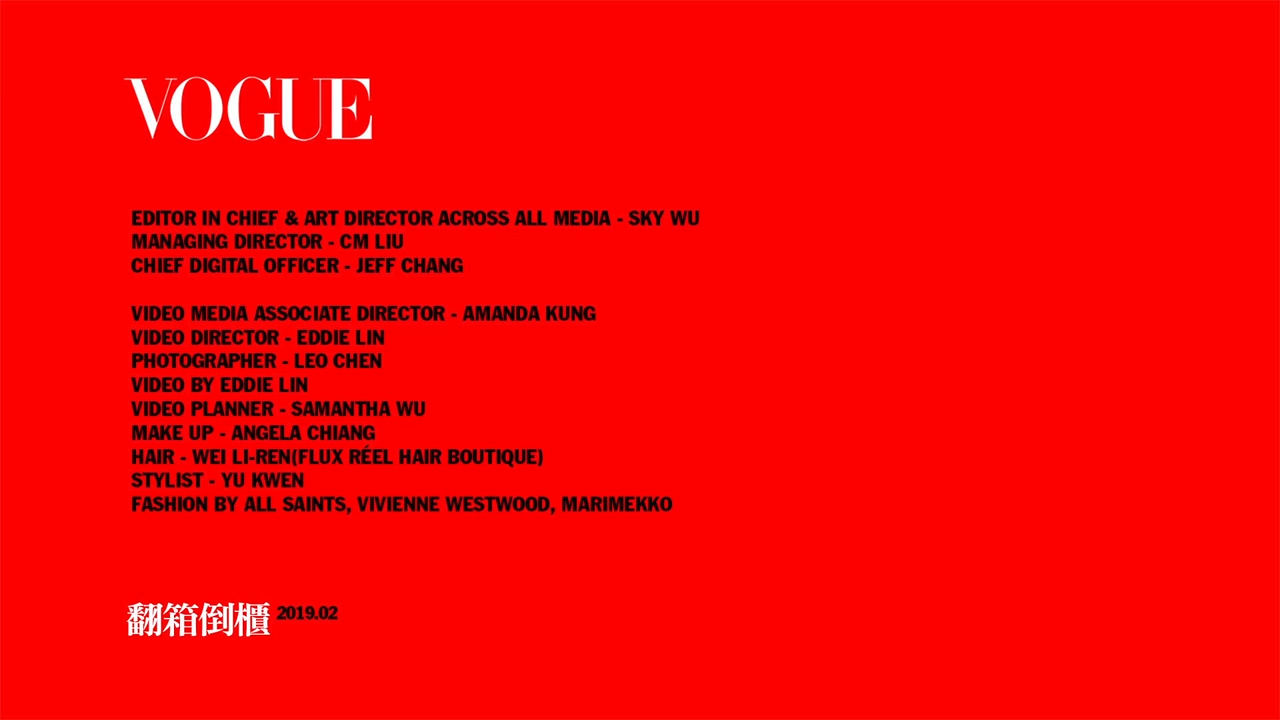 VOGUE
EDITOR IN CHIEF & ART DIRECTOR ACROSS ALL MEDIA - SKY WU
MANAGING DIRECTOR - CM LIU
CHIEF DIGITAL OFFICER - JEFF CHANG
VIDEO MEDIA ASSOCIATE DIRECTOR - AMANDA KUNG
VIDEO DIRECTOR - EDDIE LIN
PHOTOGRAPHER - LEO CHEN
VIDEO BY EDDIE LIN
VIDEO PLANNER - SAMANTHA WU
MAKE UP - ANGELA CHIANG
HAIR - WEI LI-REN(FLUX RÉEL HAIR BOUTIQUE)
STYLIST - YU KWEN
FASHION BY ALL SAINTS, VIVIENNE WESTWOOD, MARIMEKKO
翻箱倒櫃 2019.02